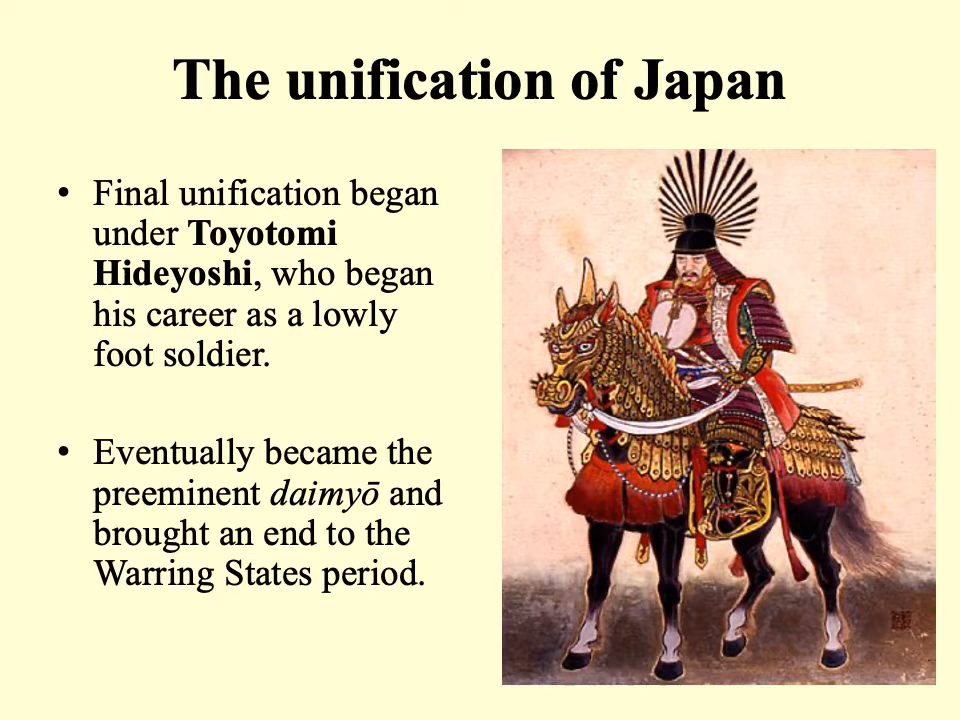 The unification of Japan
• Final unification began
under Toyotomi
Hideyoshi, who began
his career as a lowly
foot soldier.
• Eventually became the
preeminent daimyō and
brought an end to the
Warring States period.